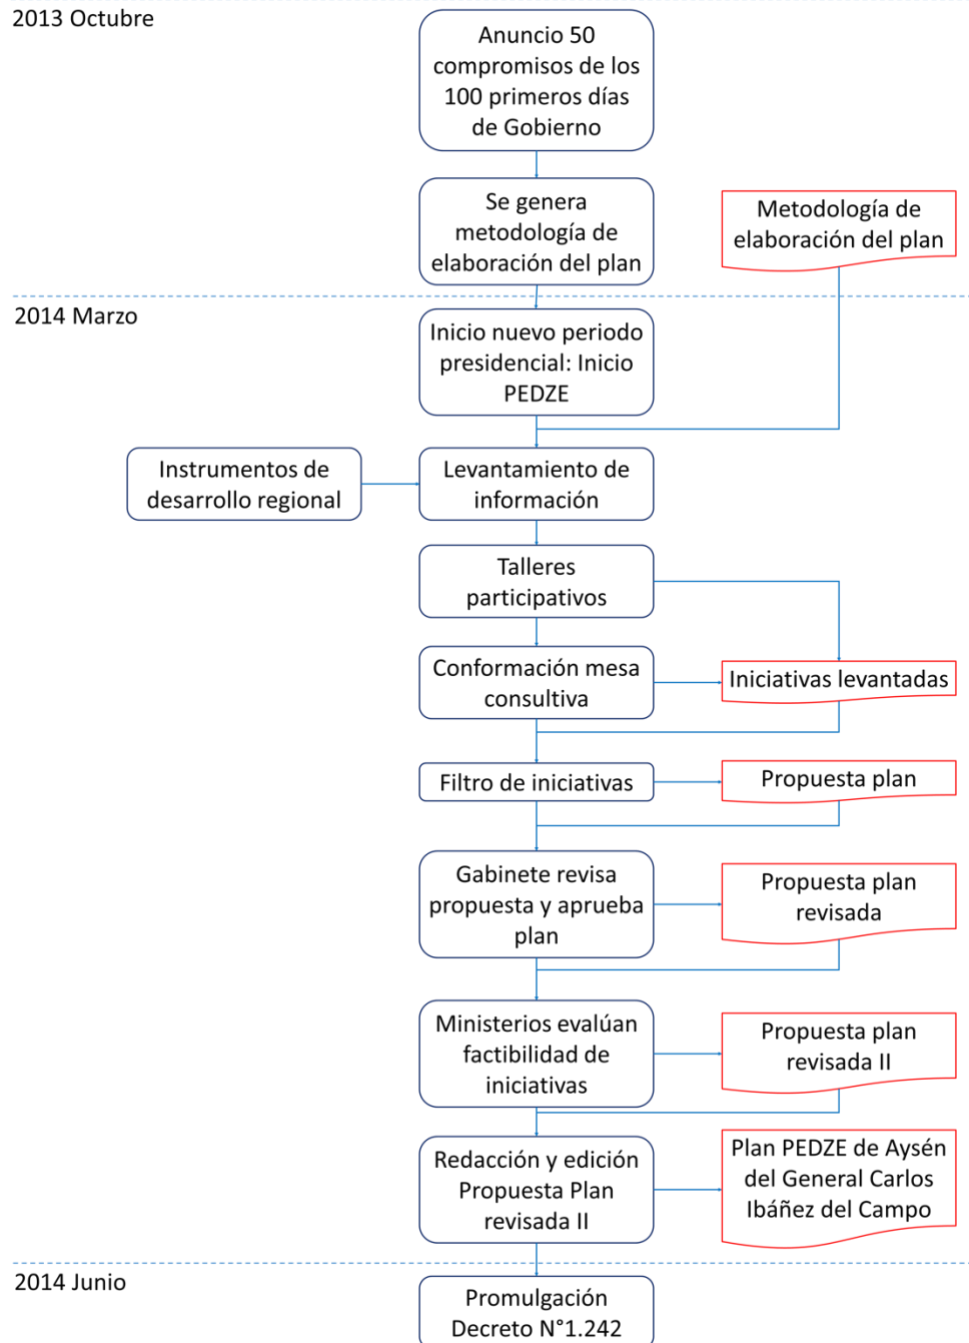 2013 Octubre
Anuncio 50
compromisos de los
100 primeros días
de Gobierno
Se genera
metodología de
elaboración del plan
Metodología de
elaboración del plan
2014 Marzo
Inicio nuevo periodo
presidencial: Inicio
PEDZE
Instrumentos de
desarrollo regional
Levantamiento de
información
Talleres
participativos
Conformación mesa
consultiva
Iniciativas levantadas
Filtro de iniciativas
Propuesta plan
Gabinete revisa
propuesta y aprueba
plan
Propuesta plan
revisada
Ministerios evalúan
factibilidad de
iniciativas
Propuesta plan
revisada II
Redacción y edición
Propuesta Plan
revisada II
Plan PEDZE de Aysén
del General Carlos
Ibáñez del Campo
2014 Junio
Promulgación
Decreto N°1.242